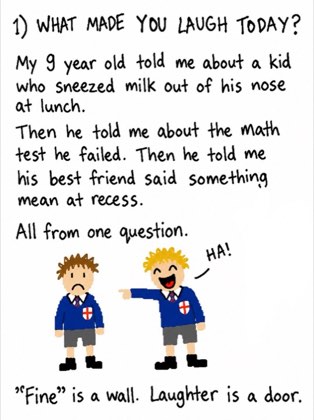 1) WHAT MADE YOU LAUGH TODAY?
My 9 year old told me about a kid
who sneezed milk out of his nose
at lunch.
Then he told me about the math
test he failed. Then he told me
his best friend said something
mean at recess.
All from one question.
HA!
"“Fine” is a wall. Laughter is a door.